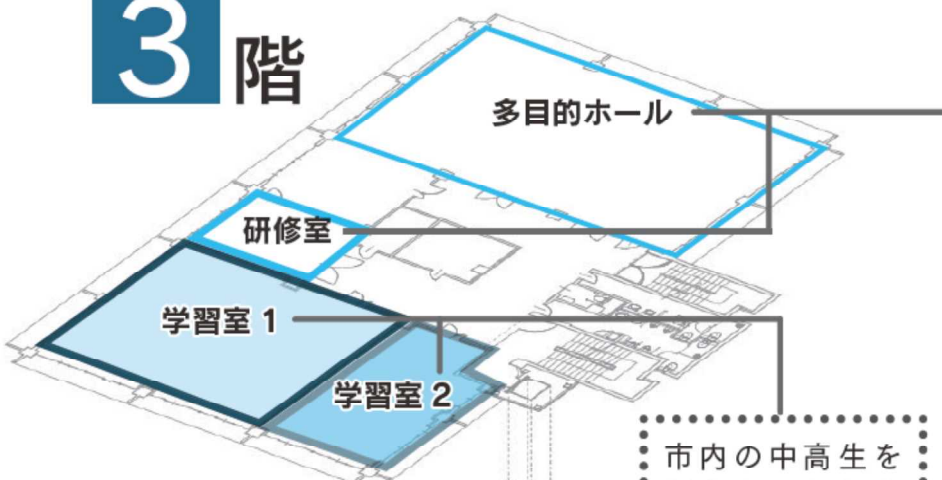 3階
多目的ホール
研修室
学習室 1
学習室 2
市内の中高生を